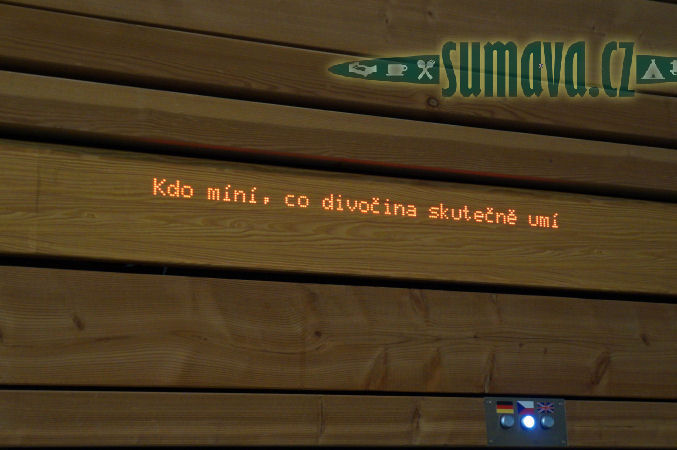 sumava.cz
Kdo míní, co divočina skutečně umí